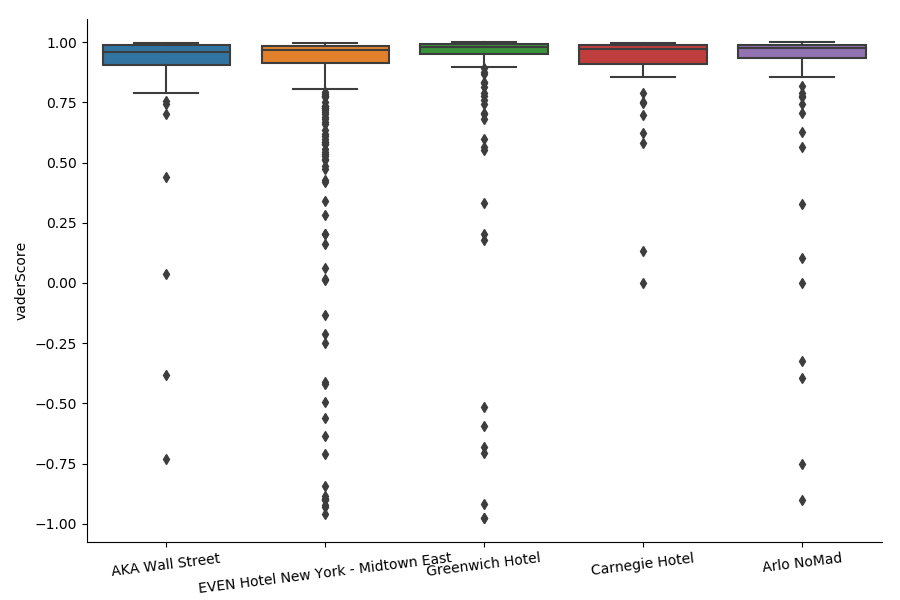 1.00
0.75
0.50
0.25
0.00
−0.25
−0.50
−0.75
−1.00
vaderScore
AKA Wall Street
EVEN Hotel New York - Midtown East
Greenwich Hotel
Carnegie Hotel
Arlo NoMad